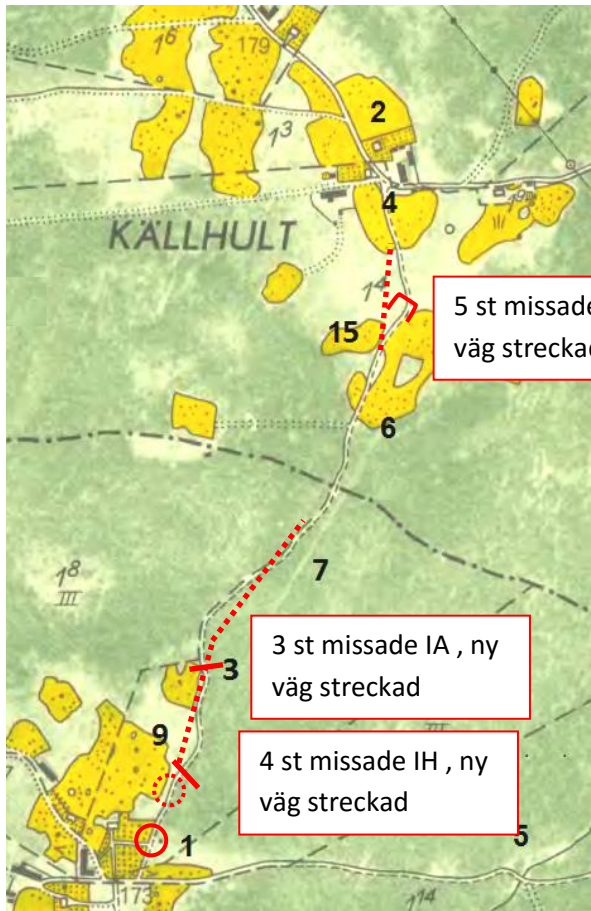 1⁶
179
2
1³
4
KÄLLHULT
1⁴
5 st missade
väg streckad
15
6
7
1⁸
III
3 st missade IA , ny
väg streckad
3
9
4 st missade IH , ny
väg streckad
1
5
173
1¹⁴